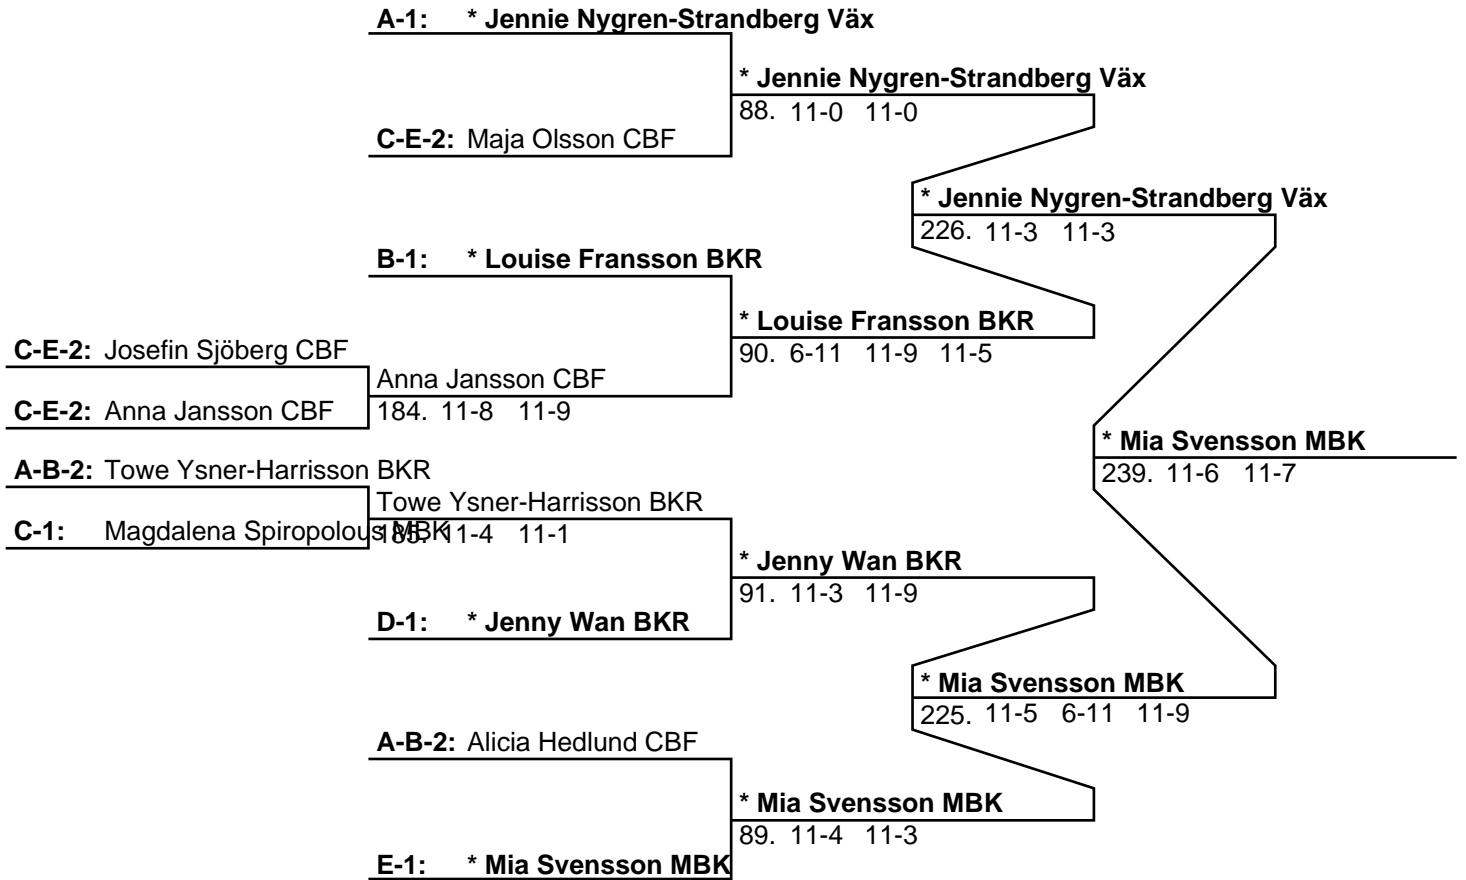 A-1: * Jennie Nygren-Strandberg Väx
* Jennie Nygren-Strandberg Väx
88. 11-0 11-0
C-E-2: Maja Olsson CBF
* Jennie Nygren-Strandberg Väx
226. 11-3 11-3
B-1: * Louise Fransson BKR
* Louise Fransson BKR
90. 6-11 11-9 11-5
C-E-2: Josefin Sjöberg CBF
Anna Jansson CBF
184. 11-8 11-9
C-E-2: Anna Jansson CBF
* Mia Svensson MBK
239. 11-6 11-7
A-B-2: Towe Ysner-Harrisson BKR
Towe Ysner-Harrisson BKR
185. 11-4 11-1
C-1: Magdalena Spiropolous MBK
* Jenny Wan BKR
91. 11-3 11-9
D-1: * Jenny Wan BKR
* Mia Svensson MBK
225. 11-5 6-11 11-9
A-B-2: Alicia Hedlund CBF
* Mia Svensson MBK
89. 11-4 11-3
E-1: * Mia Svensson MBK